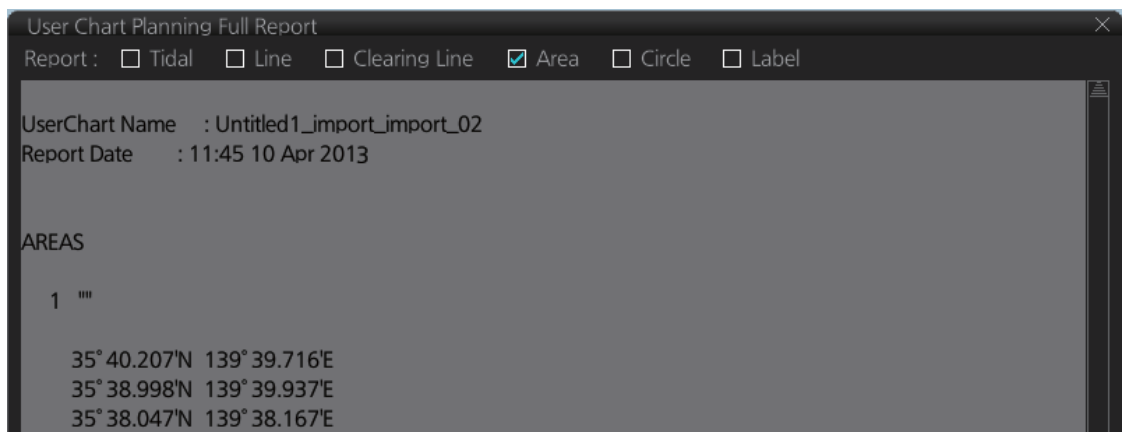 User Chart Planning Full Report
Report : Tidal Line Clearing Line Area Circle Label
UserChart Name : Untitled1_import_import_02
Report Date : 11:45 10 Apr 2013
AREAS
1 ""
35°40.207'N 139°39.716'E
35°38.998'N 139°39.937'E
35°38.047'N 139°38.167'E